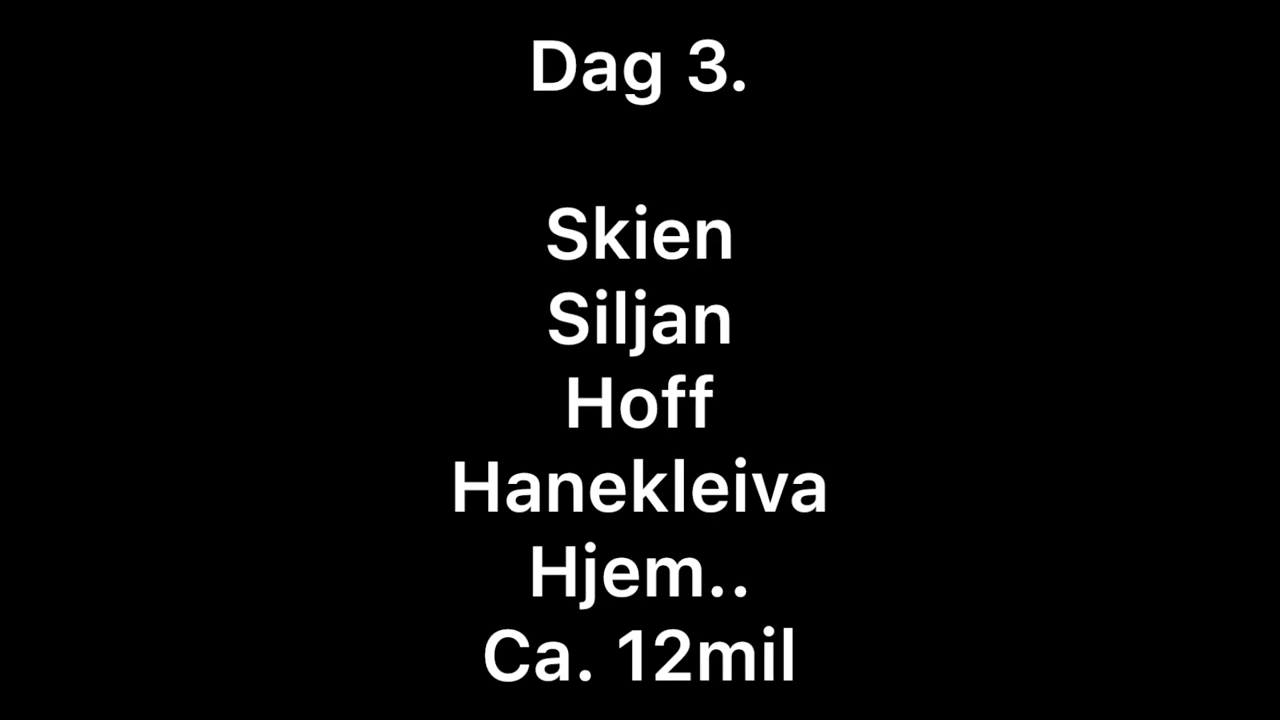 Dag 3.
Skien
Siljan
Hoff
Hanekleiva
Hjem..
Ca. 12mil